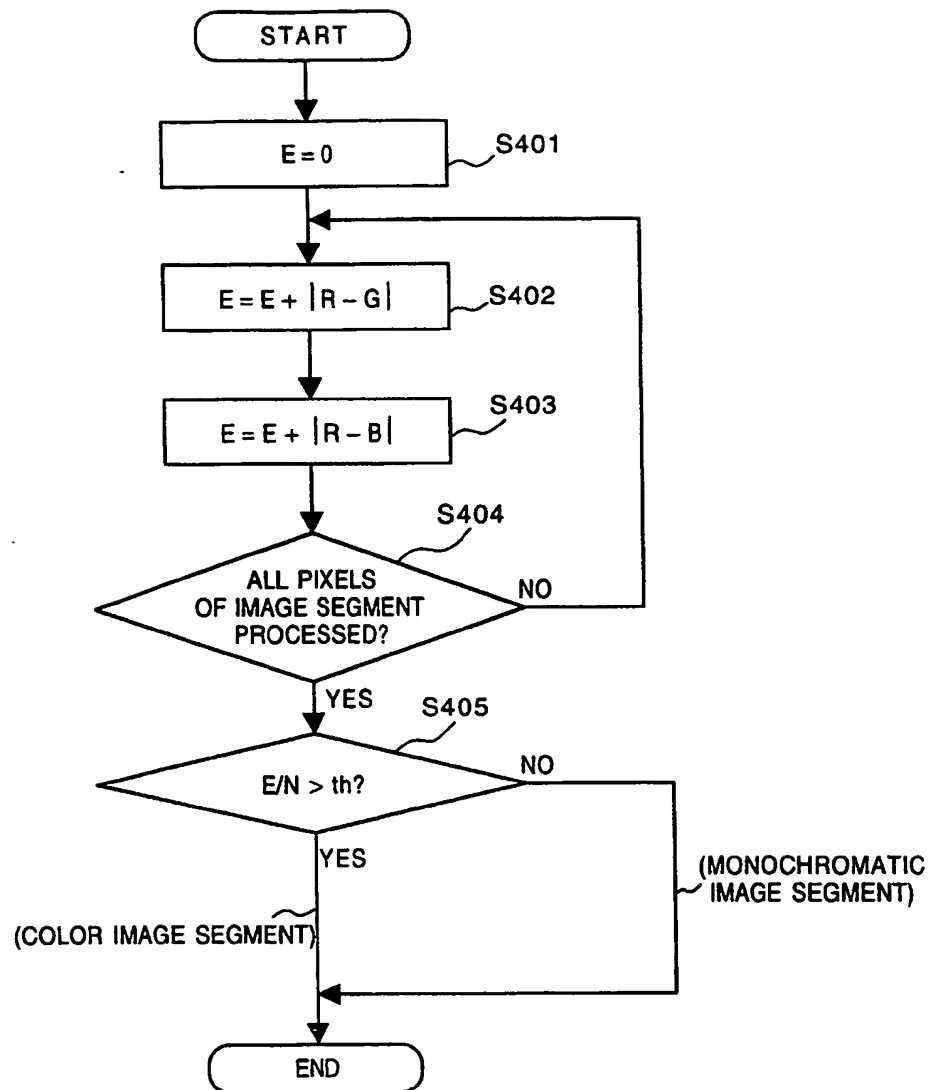 START
E = 0
S401
E = E + |R − G|
S402
E = E + |R − B|
S403
S404
ALL PIXELS
OF IMAGE SEGMENT
PROCESSED?
NO
YES
S405
E/N > th?
NO
YES
(MONOCHROMATIC
IMAGE SEGMENT)
(COLOR IMAGE SEGMENT)
END